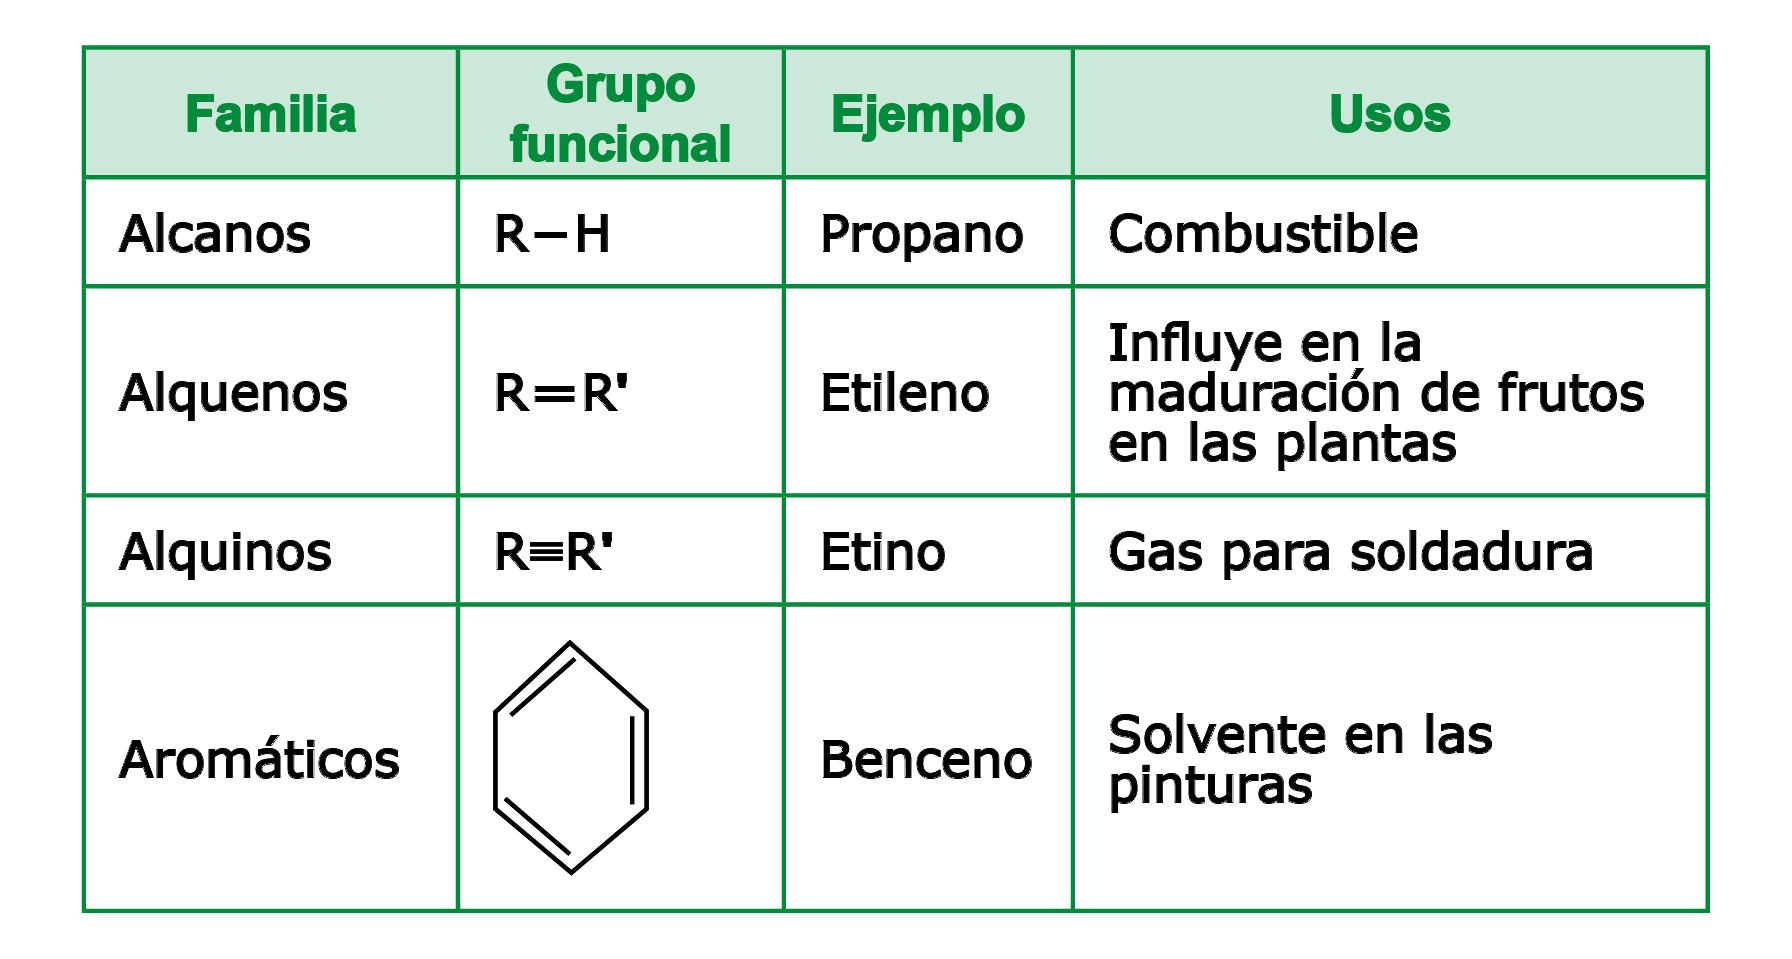 Familia
Grupo
funcional
Ejemplo
Usos
Alcanos
R−H
Propano
Combustible
Alquenos
R=R'
Etileno
Influye en la
maduración de frutos
en las plantas
Alquinos
R≡R'
Etino
Gas para soldadura
Aromáticos
Benceno
Solvente en las
pinturas